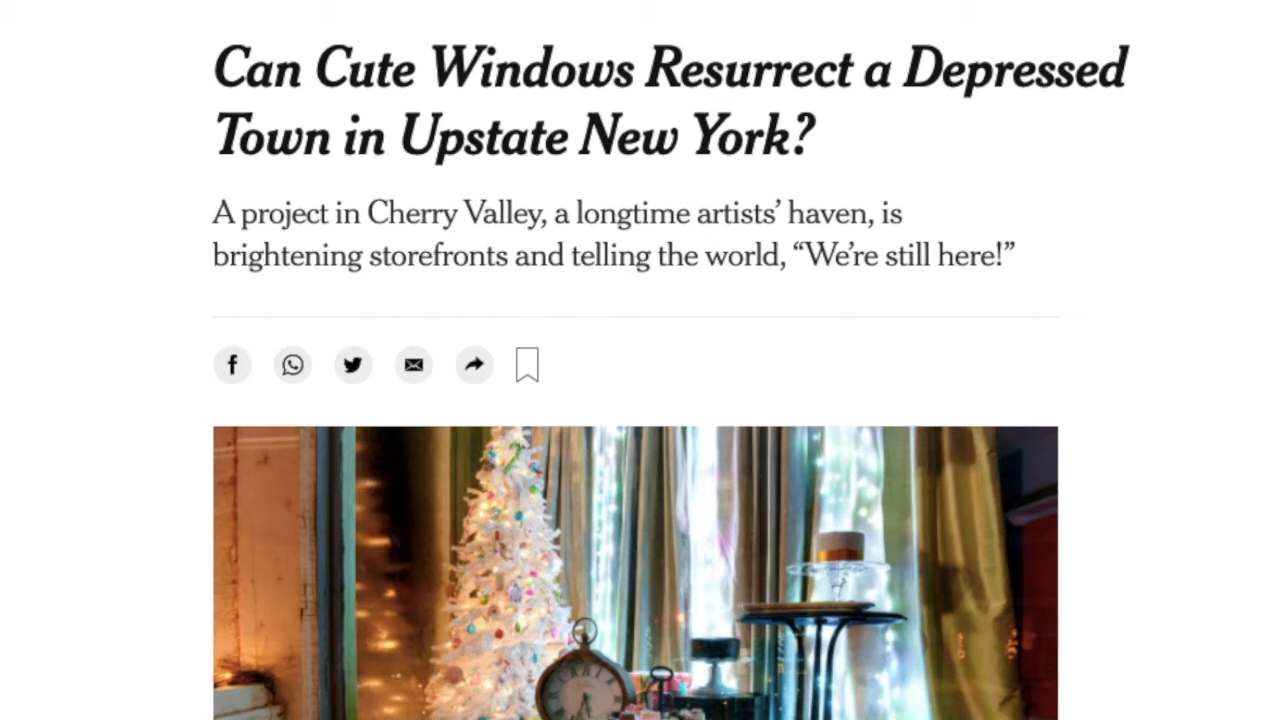 Can Cute Windows Resurrect a Depressed
Town in Upstate New York?
A project in Cherry Valley, a longtime artists’ haven, is
brightening storefronts and telling the world, “We’re still here!”